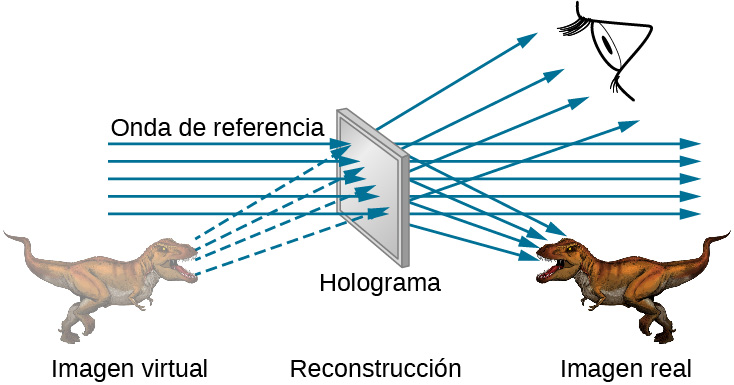 Onda de referencia
Holograma
Imagen virtual
Reconstrucción
Imagen real